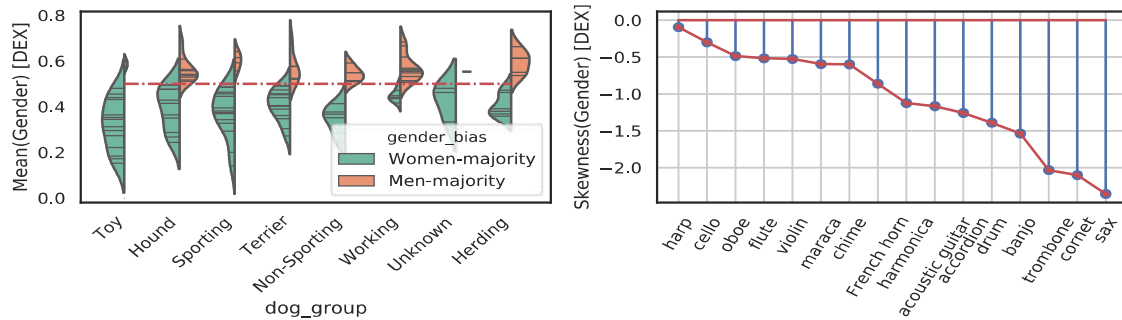 Mean(Gender) [DEX]
0.8
0.6
0.4
0.2
0.0
gender_bias
Women-majority
Men-majority
Toy
Hound
Sporting
Terrier
Non-Sporting
Working
Unknown
Herding
dog_group
Skewness(Gender) [DEX]
0.0
−0.5
−1.0
−1.5
−2.0
harp
cello
oboe
flute
violin
maraca
chime
French horn
harmonica
acoustic guitar
accordion
drum
banjo
trombone
cornet
sax